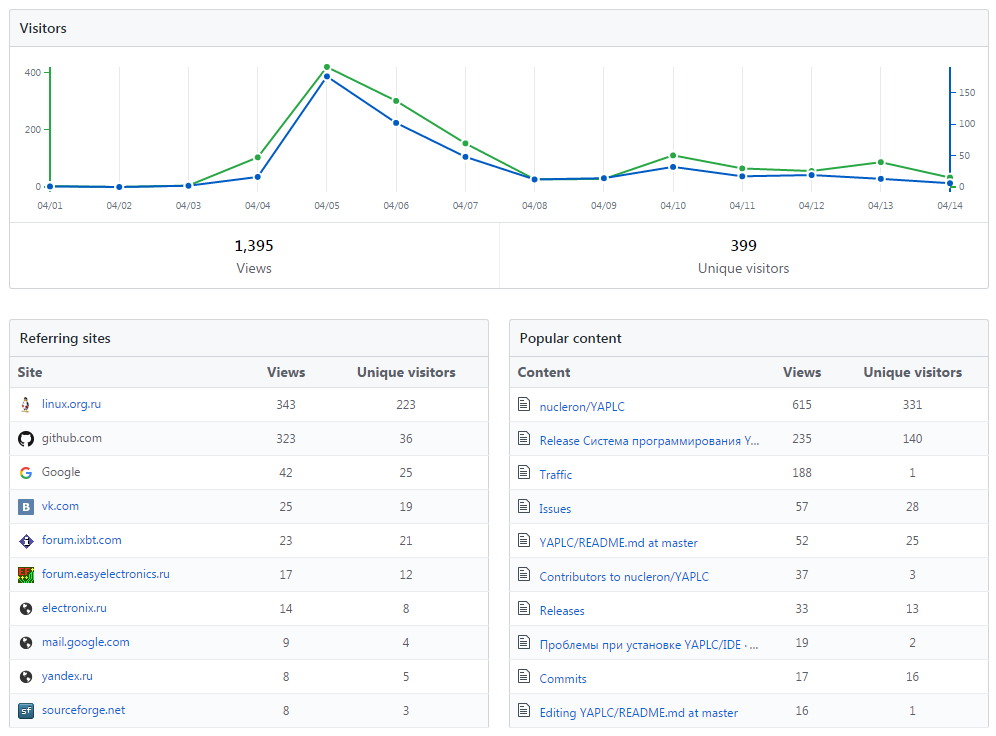 Visitors
400
200
0
150
100
50
0
04/01 04/02 04/03 04/04 04/05 04/06 04/07 04/08 04/09 04/10 04/11 04/12 04/13 04/14
1,395
Views
399
Unique visitors
Referring sites
Site Views Unique visitors
linux.org.ru 343 223
github.com 323 36
Google 42 25
B vk.com 25 19
forum.ixbt.com 23 21
forum.easyelectronics.ru 17 12
electronix.ru 14 8
mail.google.com 9 4
yandex.ru 8 5
sf sourceforge.net 8 3
Popular content
Content Views Unique visitors
nucleron/YAPLC 615 331
Release Система программирования Y... 235 140
Traffic 188 1
Issues 57 28
YAPLC/README.md at master 52 25
Contributors to nucleron/YAPLC 37 3
Releases 33 13
Проблемы при установке YAPLC/IDE · ... 19 2
Commits 17 16
Editing YAPLC/README.md at master 16 1